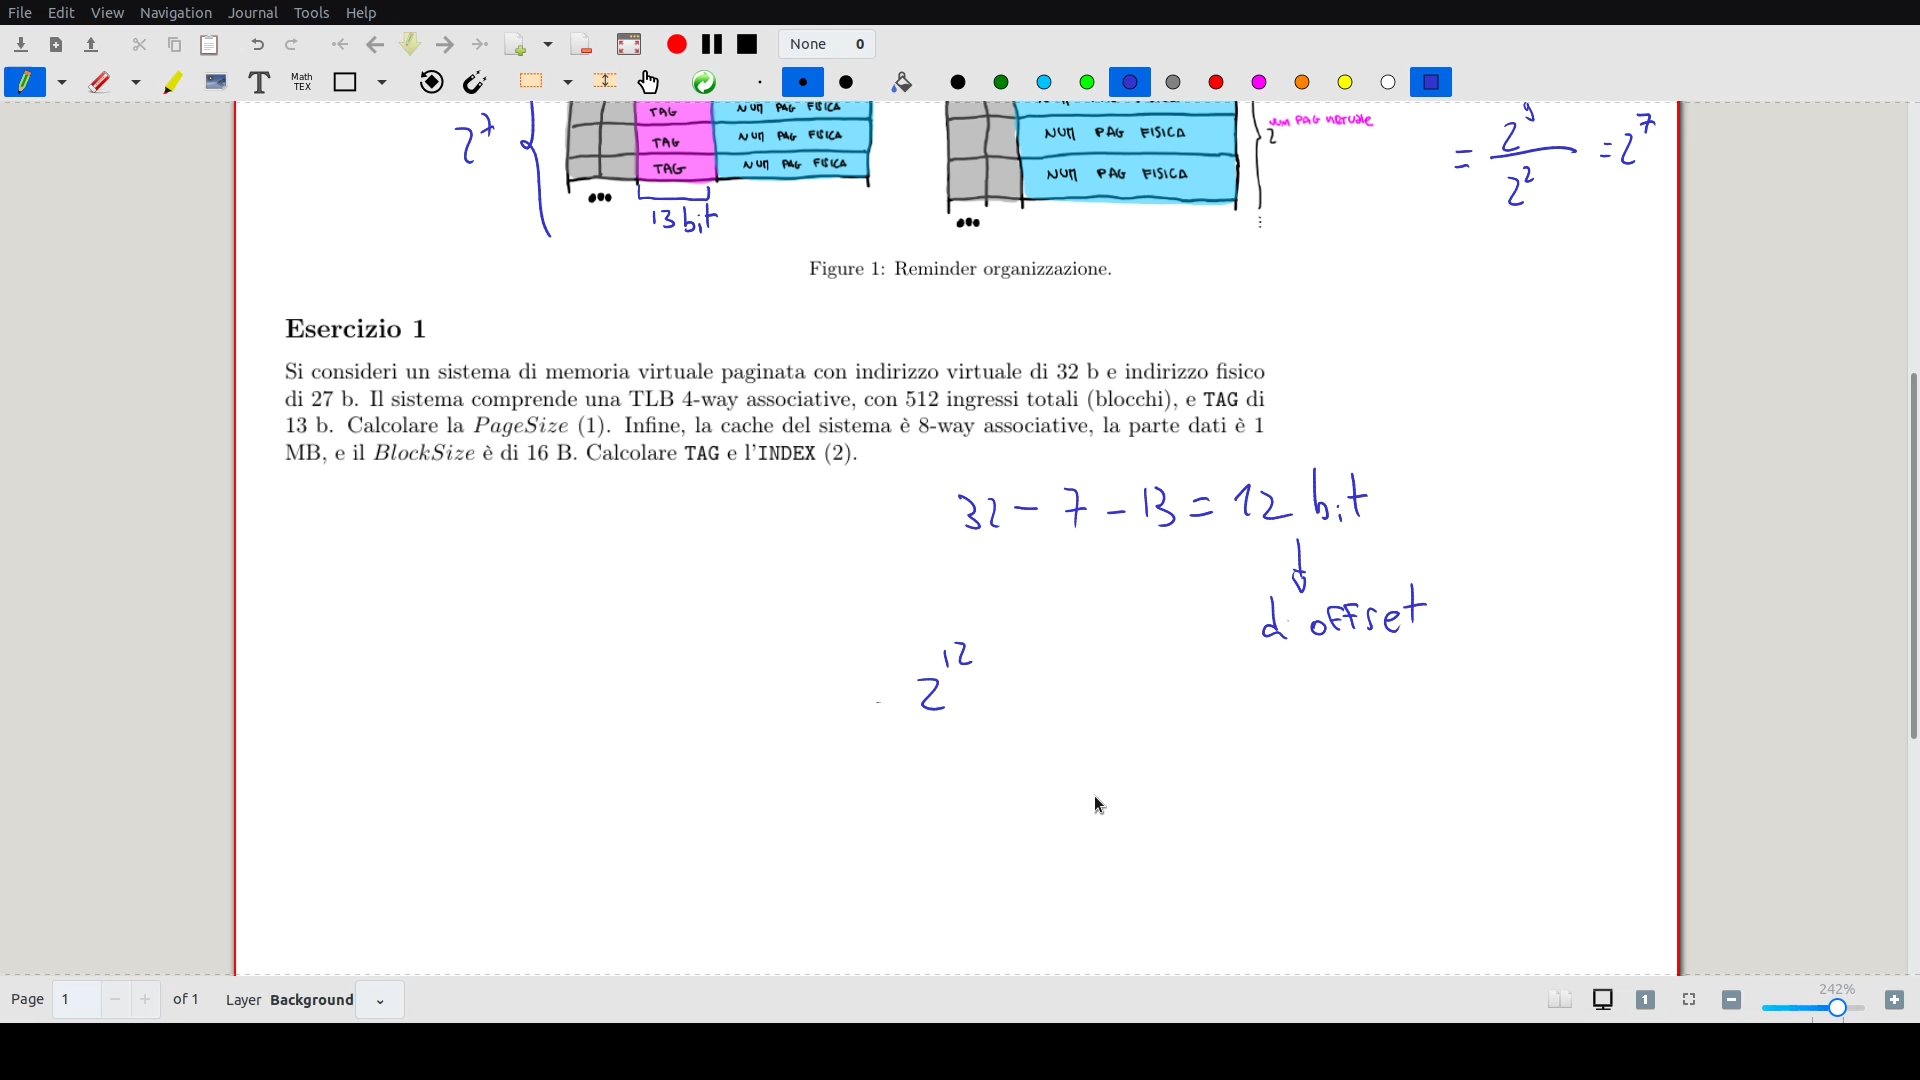 File Edit View Navigation Journal Tools Help
None 0
Math
TEX
TAG NUM PAG FISICA
TAG NUM PAG FISICA
TAG NUM PAG FISICA
2^7
13 bit
NUM PAG FISICA
NUM PAG FISICA
2
= 2^9 / 2^2 = 2^7
Figure 1: Reminder organizzazione.
Esercizio 1
Si consideri un sistema di memoria virtuale paginata con indirizzo virtuale di 32 b e indirizzo fisico
di 27 b. Il sistema comprende una TLB 4-way associative, con 512 ingressi totali (blocchi), e TAG di
13 b. Calcolare la PageSize (1). Infine, la cache del sistema è 8-way associative, la parte dati è 1
MB, e il BlockSize è di 16 B. Calcolare TAG e l'INDEX (2).
32 - 7 - 13 = 12 bit
d offset
2^12
Page 1 of 1 Layer Background 242%
1